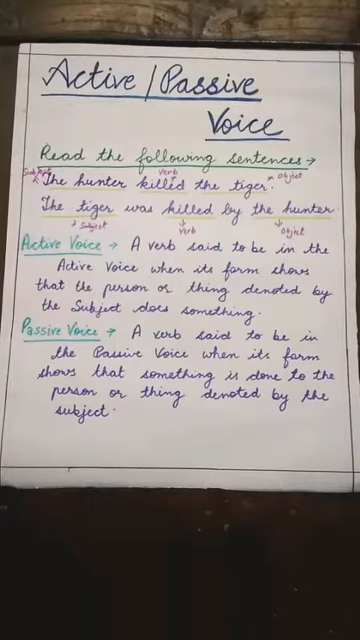 Active/Passive
Voice
Read the following sentences→
Subject Verb Object
The hunter killed the tiger.
The tiger was killed by the hunter
Subject Verb Object
Active Voice → A verb said to be in the
Active Voice when its form shows
that the person or thing denoted by
the Subject does something.
Passive Voice → A verb said to be in
the Passive Voice when its form
shows that something is done to the
person or thing denoted by the
subject.